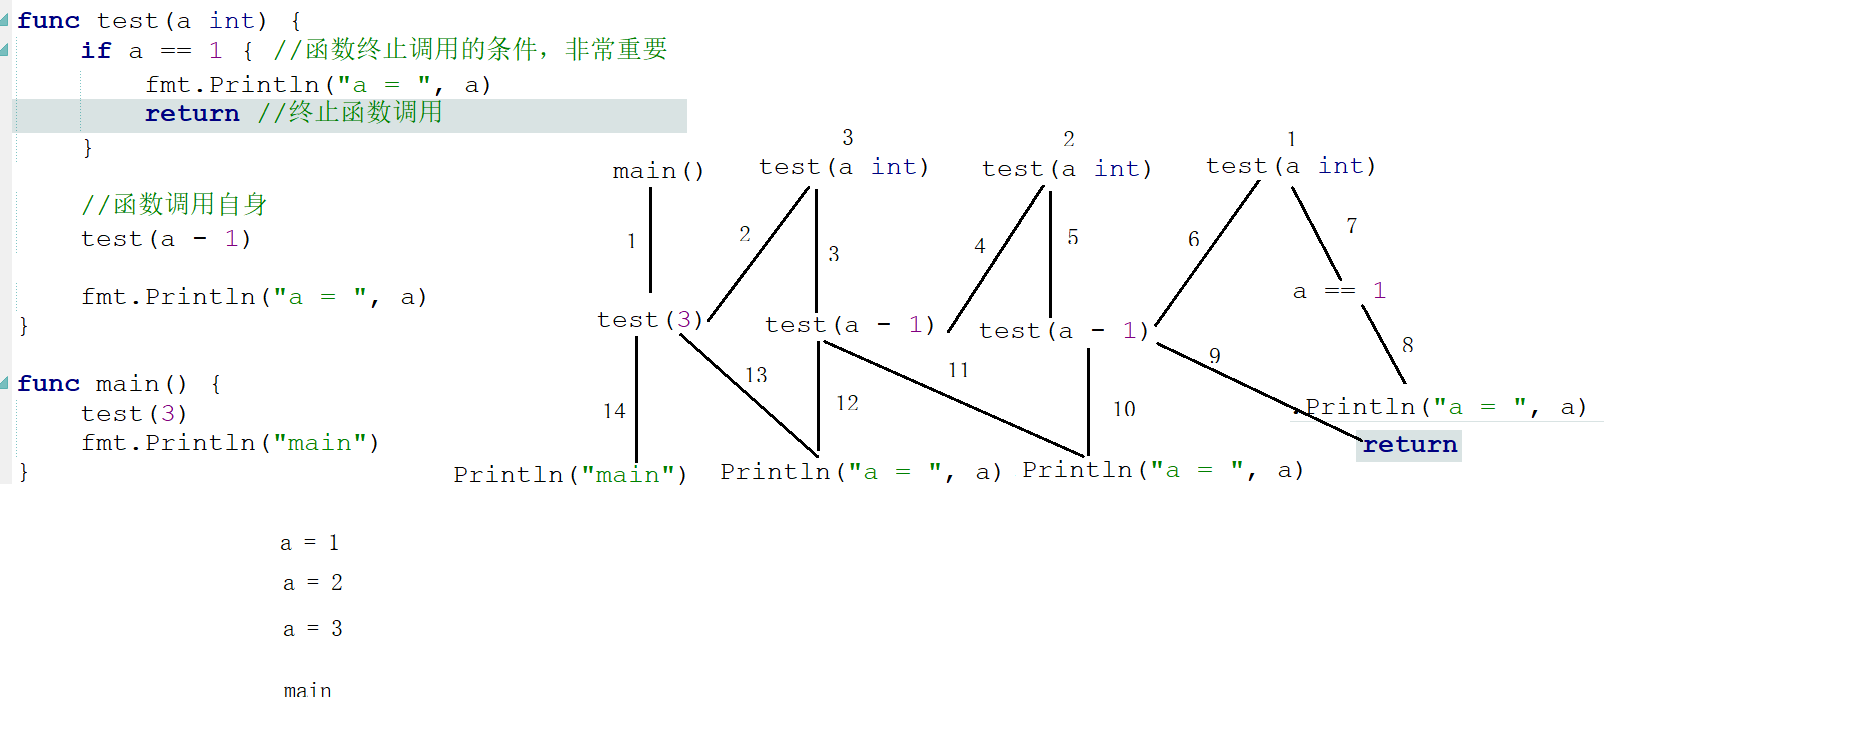 func test(a int) {
if a == 1 { //函数终止调用的条件，非常重要
fmt.Println("a = ", a)
return //终止函数调用
}
//函数调用自身
test(a - 1)
fmt.Println("a = ", a)
}
func main() {
test(3)
fmt.Println("main")
}
3
2
1
main()
test(a int)
test(a int)
test(a int)
1
2
3
4
5
6
7
a == 1
test(3)
test(a - 1)
test(a - 1)
8
9
10
11
12
13
14
.Println("a = ", a)
return
Println("main")
Println("a = ", a)
Println("a = ", a)
a = 1
a = 2
a = 3
main